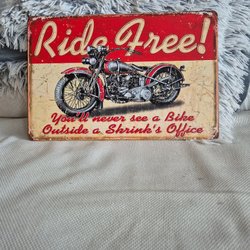 Ride Free!
You'll never see a Bike
Outside a Shrink's Office